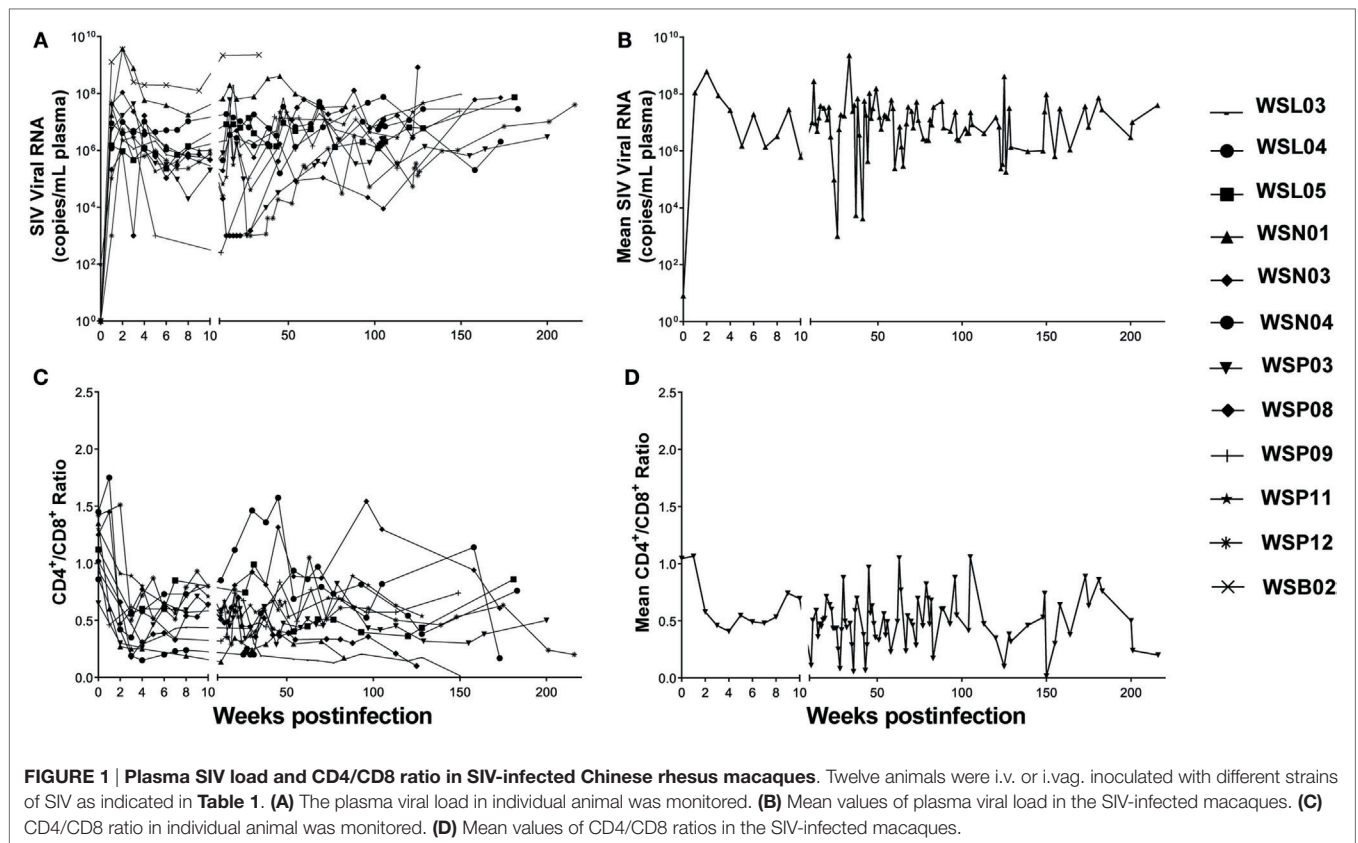 A
SIV Viral RNA
(copies/mL plasma)
10^10
10^8
10^6
10^4
10^2
10^0
0 2 4 6 8 10 50 100 150 200
B
Mean SIV Viral RNA
(copies/mL plasma)
10^10
10^8
10^6
10^4
10^2
10^0
0 2 4 6 8 10 50 100 150 200
C
CD4+/CD8+ Ratio
2.5
2.0
1.5
1.0
0.5
0.0
0 2 4 6 8 10 50 100 150 200
Weeks postinfection
D
Mean CD4+/CD8+ Ratio
2.5
2.0
1.5
1.0
0.5
0.0
0 2 4 6 8 10 50 100 150 200
Weeks postinfection
WSL03
WSL04
WSL05
WSN01
WSN03
WSN04
WSP03
WSP08
WSP09
WSP11
WSP12
WSB02
FIGURE 1 | Plasma SIV load and CD4/CD8 ratio in SIV-infected Chinese rhesus macaques. Twelve animals were i.v. or i.vag. inoculated with different strains
of SIV as indicated in Table 1. (A) The plasma viral load in individual animal was monitored. (B) Mean values of plasma viral load in the SIV-infected macaques. (C)
CD4/CD8 ratio in individual animal was monitored. (D) Mean values of CD4/CD8 ratios in the SIV-infected macaques.